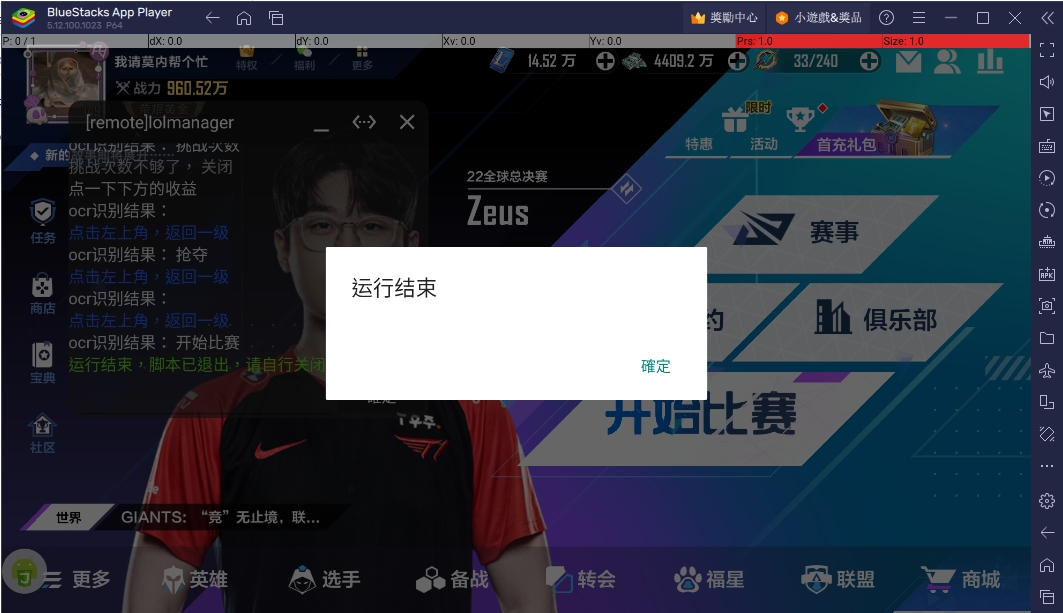 BlueStacks App Player
5.12.100.1023 P64
獎勵中心
小遊戲&獎品
P: 0 / 1
dX: 0.0
dY: 0.0
Xv: 0.0
Yv: 0.0
Prs: 1.0
Size: 1.0
我请莫内帮个忙
特权
福利
更多
14.52 万
4409.2 万
33/240
战力 960.52万
[remote]lolmanager
限时
特惠
活动
首充礼包
ocr识别结果： 挑战次数
挑战次数不够了， 关闭
点一下下方的收益
ocr识别结果：
点击左上角，返回一级
ocr识别结果： 抢夺
点击左上角，返回一级
ocr识别结果：
点击左上角，返回一级
ocr识别结果： 开始比赛
运行结束，脚本已退出，请自行关闭
任务
商店
宝典
社区
22全球总决赛
Zeus
赛事
约
俱乐部
运行结束
確定
开始比赛
世界
GIANTS: “竞”无止境，联...
更多
英雄
选手
备战
转会
福星
联盟
商城